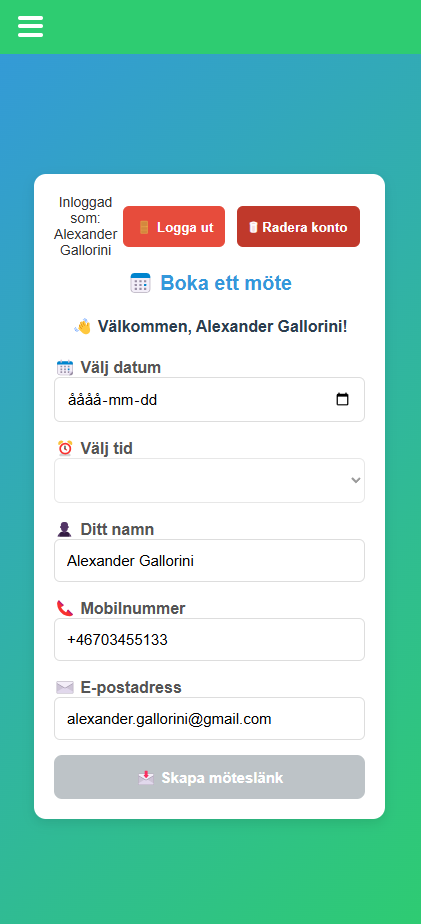 Inloggad
som:
Alexander
Gallorini
Logga ut
Radera konto
Boka ett möte
Välkommen, Alexander Gallorini!
Välj datum
åååå-mm-dd
Välj tid
Ditt namn
Alexander Gallorini
Mobilnummer
+46703455133
E-postadress
alexander.gallorini@gmail.com
Skapa möteslänk